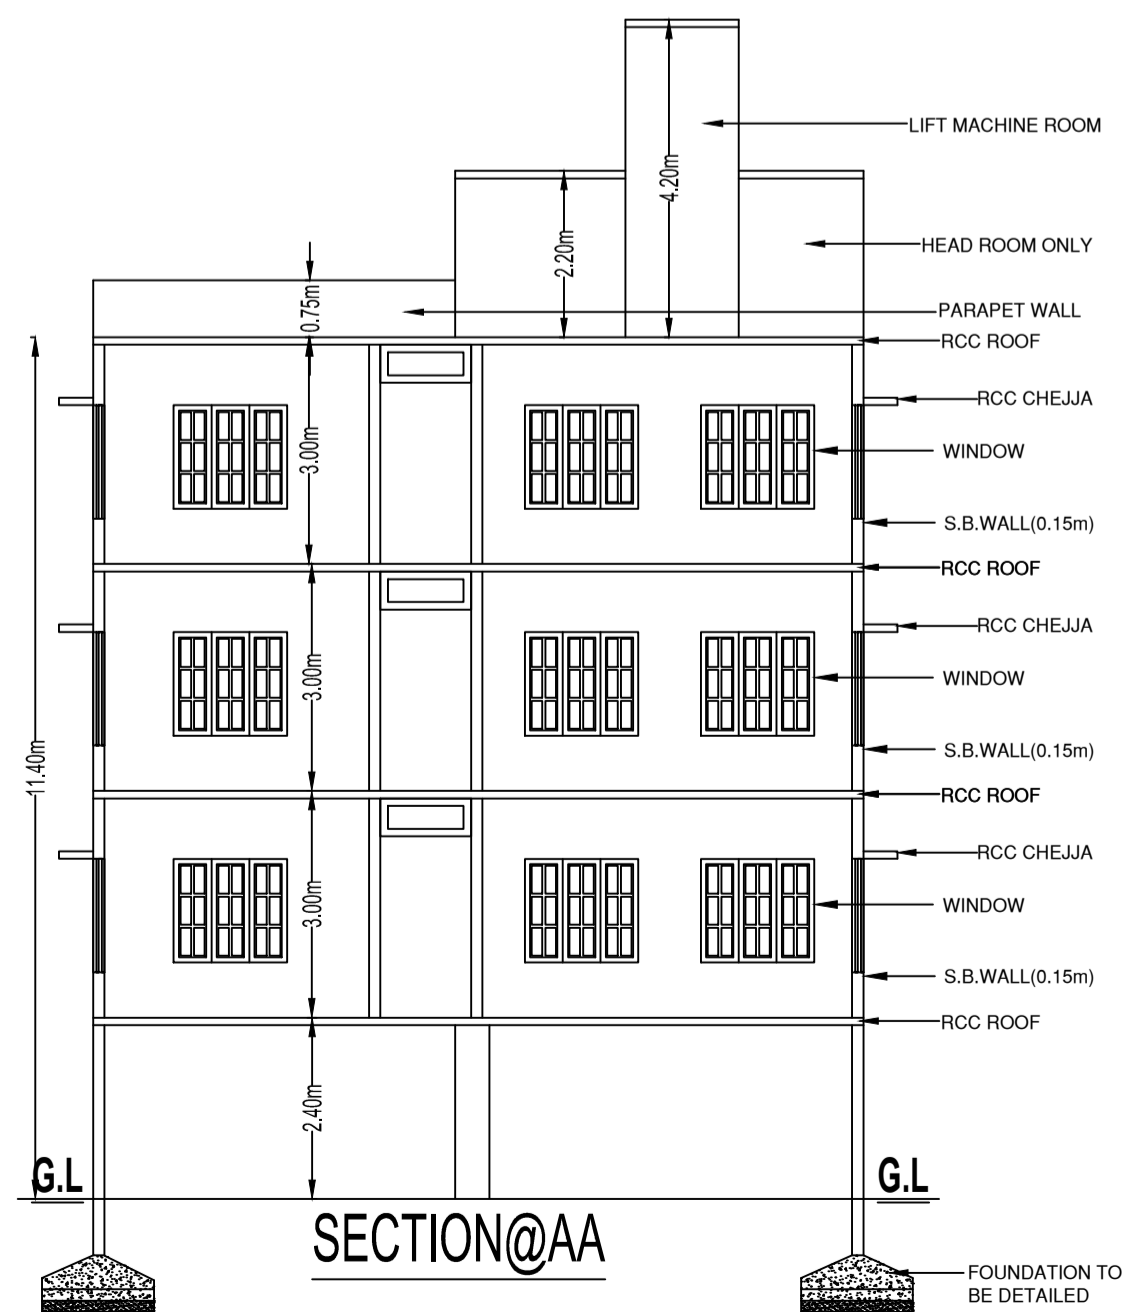 LIFT MACHINE ROOM
4.20m
HEAD ROOM ONLY
2.20m
0.75m
PARAPET WALL
RCC ROOF
RCC CHEJJA
3.00m
WINDOW
S.B.WALL(0.15m)
RCC ROOF
RCC CHEJJA
3.00m
WINDOW
S.B.WALL(0.15m)
11.40m
RCC ROOF
RCC CHEJJA
3.00m
WINDOW
S.B.WALL(0.15m)
RCC ROOF
2.40m
G.L
G.L
SECTION@AA
FOUNDATION TO
BE DETAILED